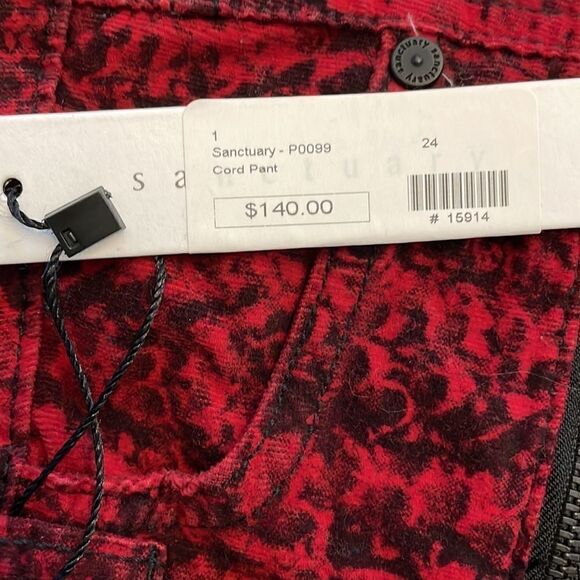 sanctuary sanctuary
1
Sanctuary - P0099
24
Cord Pant
sanctuary
$140.00
# 15914